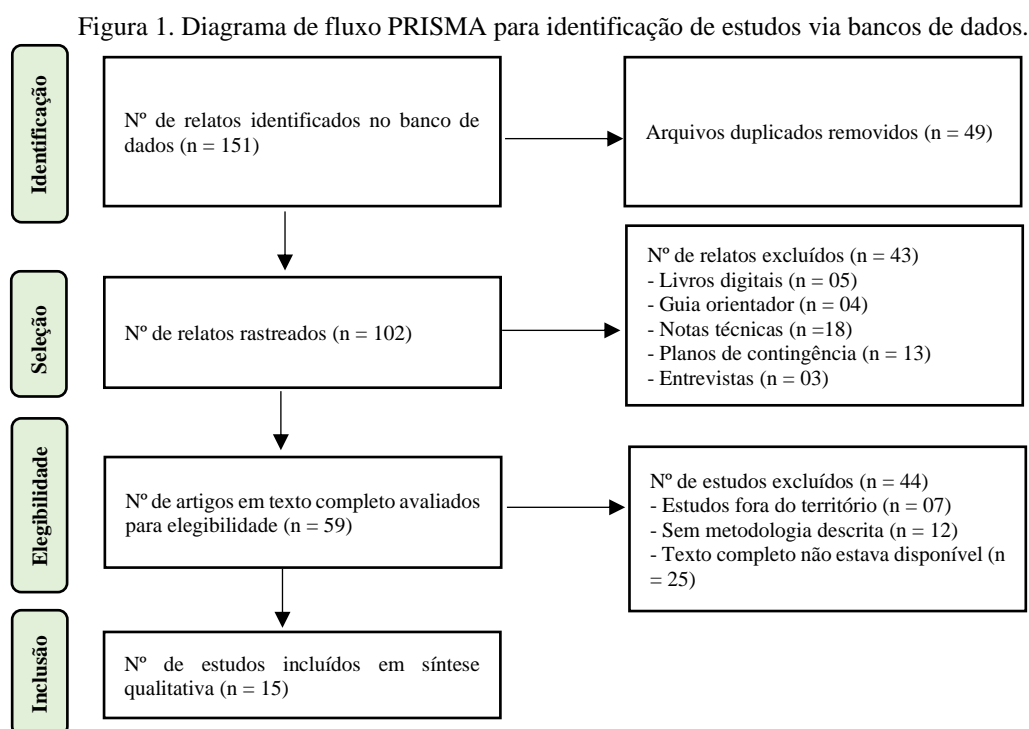 Figura 1. Diagrama de fluxo PRISMA para identificação de estudos via bancos de dados.
Identificação
Nº de relatos identificados no banco de
dados (n = 151)
Arquivos duplicados removidos (n = 49)
Seleção
Nº de relatos rastreados (n = 102)
Nº de relatos excluídos (n = 43)
- Livros digitais (n = 05)
- Guia orientador (n = 04)
- Notas técnicas (n =18)
- Planos de contingência (n = 13)
- Entrevistas (n = 03)
Elegibilidade
Nº de artigos em texto completo avaliados
para elegibilidade (n = 59)
Nº de estudos excluídos (n = 44)
- Estudos fora do território (n = 07)
- Sem metodologia descrita (n = 12)
- Texto completo não estava disponível (n
= 25)
Inclusão
Nº de estudos incluídos em síntese
qualitativa (n = 15)